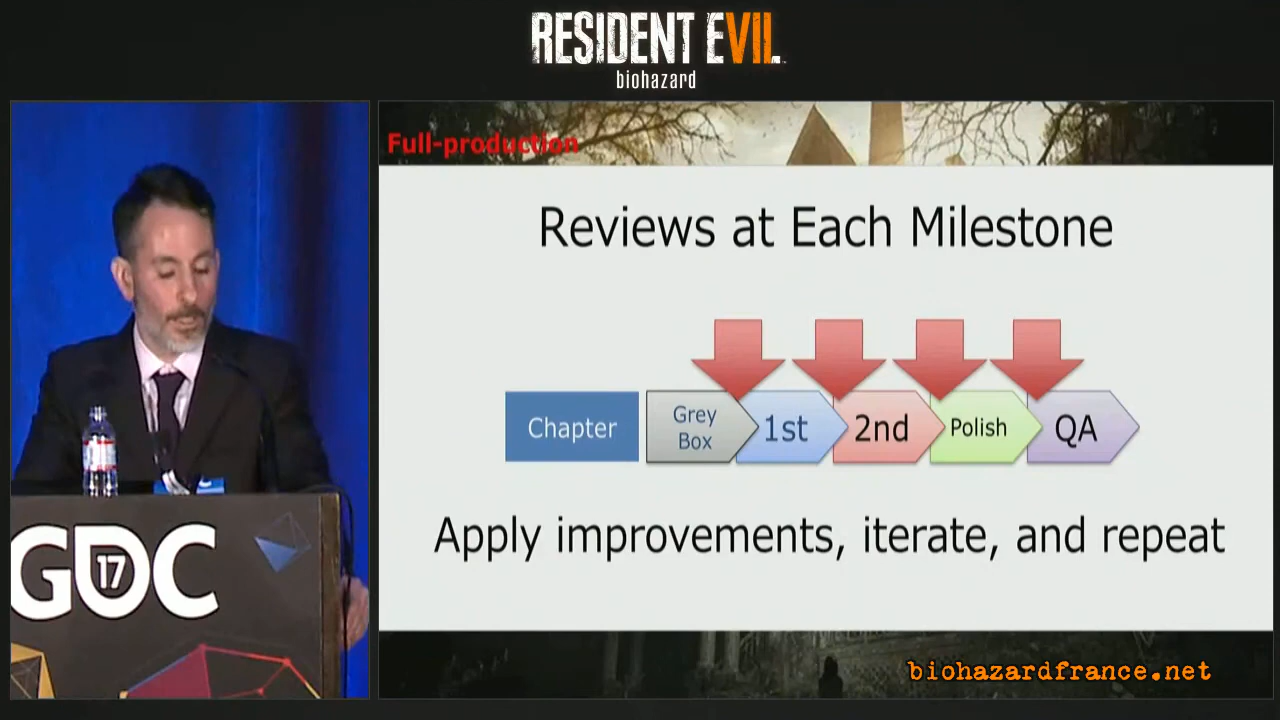 RESIDENT EVII.
biohazard
Full-production
Reviews at Each Milestone
Chapter
Grey
Box
1st
2nd
Polish
QA
Apply improvements, iterate, and repeat
GDC
17
biohazardfrance.net